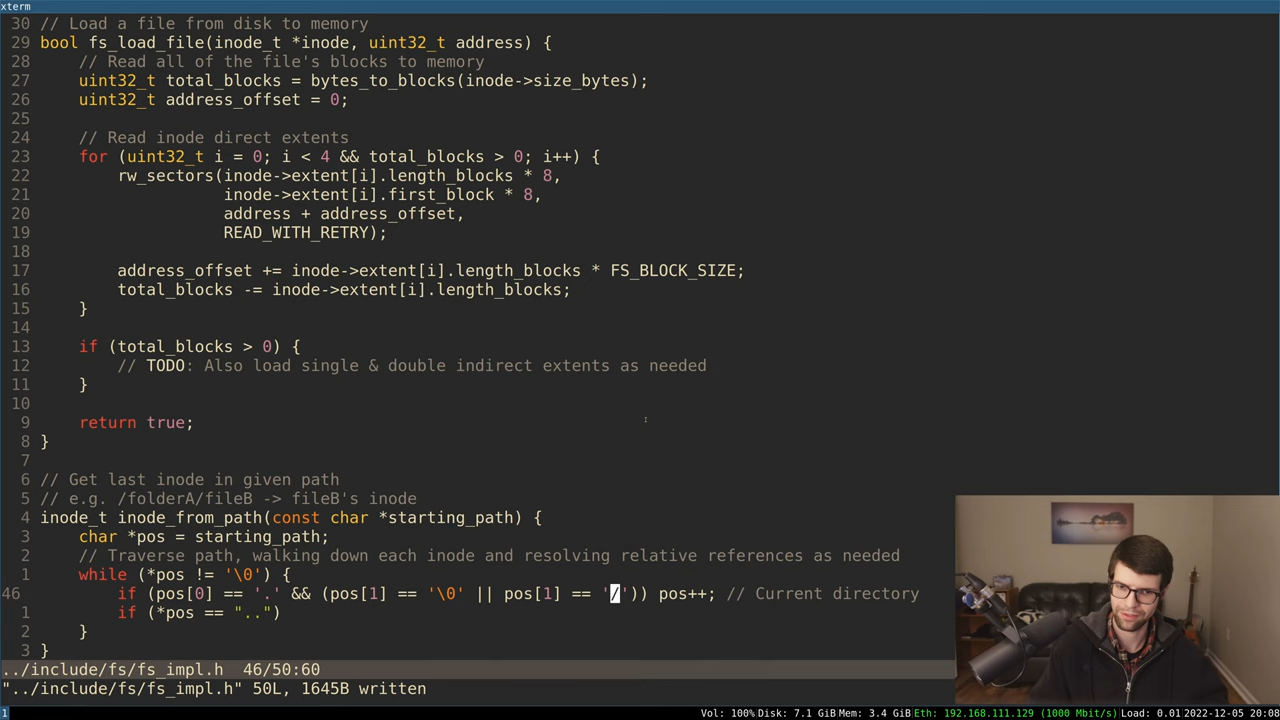 xterm
30 // Load a file from disk to memory
29 bool fs_load_file(inode_t *inode, uint32_t address) {
28     // Read all of the file's blocks to memory
27     uint32_t total_blocks = bytes_to_blocks(inode->size_bytes);
26     uint32_t address_offset = 0;
25
24     // Read inode direct extents
23     for (uint32_t i = 0; i < 4 && total_blocks > 0; i++) {
22         rw_sectors(inode->extent[i].length_blocks * 8,
21                    inode->extent[i].first_block * 8,
20                    address + address_offset,
19                    READ_WITH_RETRY);
18
17         address_offset += inode->extent[i].length_blocks * FS_BLOCK_SIZE;
16         total_blocks -= inode->extent[i].length_blocks;
15     }
14
13     if (total_blocks > 0) {
12         // TODO: Also load single & double indirect extents as needed
11     }
10
9     return true;
8 }
7
6 // Get last inode in given path
5 // e.g. /folderA/fileB -> fileB's inode
4 inode_t inode_from_path(const char *starting_path) {
3     char *pos = starting_path;
2     // Traverse path, walking down each inode and resolving relative references as needed
1     while (*pos != '\0') {
46         if (pos[0] == '.' && (pos[1] == '\0' || pos[1] == '/')) pos++; // Current directory
1         if (*pos == "..")
2     }
3 }
../include/fs/fs_impl.h  46/50:60
"../include/fs/fs_impl.h" 50L, 1645B written
1 Vol: 100% Disk: 7.1 GiB Mem: 3.4 GiB Eth: 192.168.111.129 (1000 Mbit/s) Load: 0.01 2022-12-05 20:08